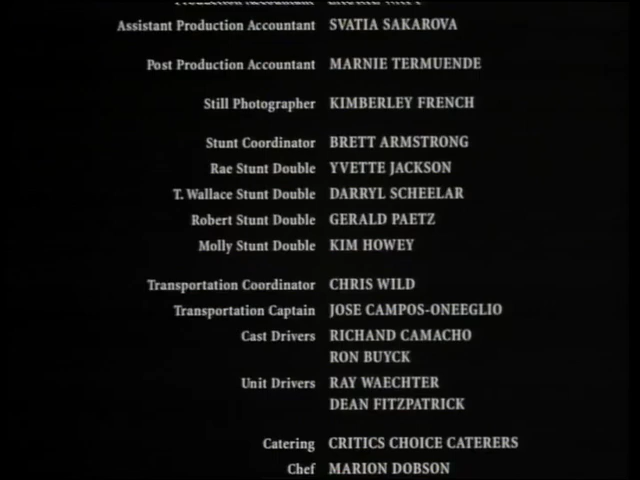 Assistant Production Accountant SVATIA SAKAROVA
Post Production Accountant MARNIE TERMUENDE
Still Photographer KIMBERLEY FRENCH
Stunt Coordinator BRETT ARMSTRONG
Rae Stunt Double YVETTE JACKSON
T. Wallace Stunt Double DARRYL SCHEELAR
Robert Stunt Double GERALD PAETZ
Molly Stunt Double KIM HOWEY
Transportation Coordinator CHRIS WILD
Transportation Captain JOSE CAMPOS-ONEEGLIO
Cast Drivers RICHAND CAMACHO
RON BUYCK
Unit Drivers RAY WAECHTER
DEAN FITZPATRICK
Catering CRITICS CHOICE CATERERS
Chef MARION DOBSON